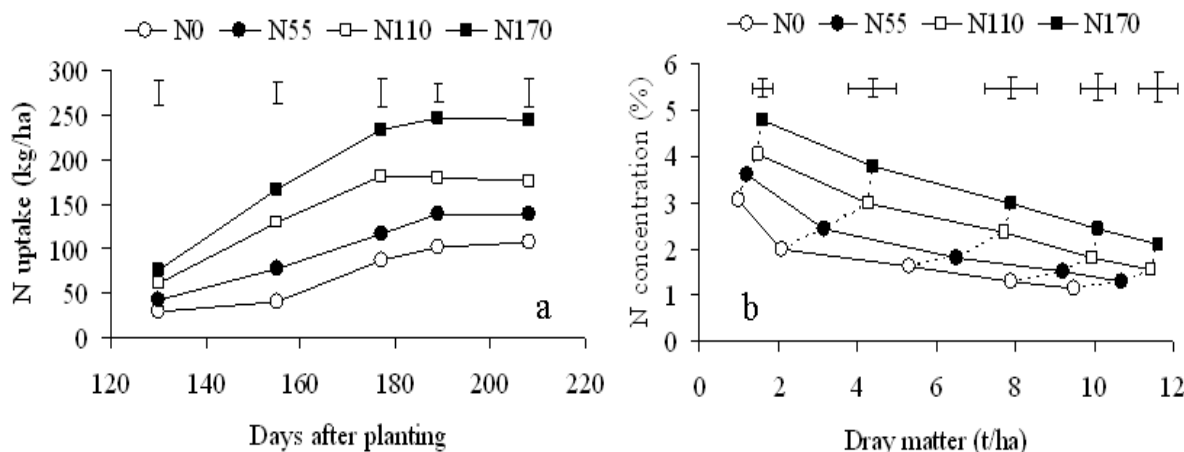 N0 N55 N110 N170
N uptake (kg/ha)
300
250
200
150
100
50
0
120 140 160 180 200 220
Days after planting
a
N0 N55 N110 N170
N concentration (%)
6
5
4
3
2
1
0
0 2 4 6 8 10 12
Dray matter (t/ha)
b